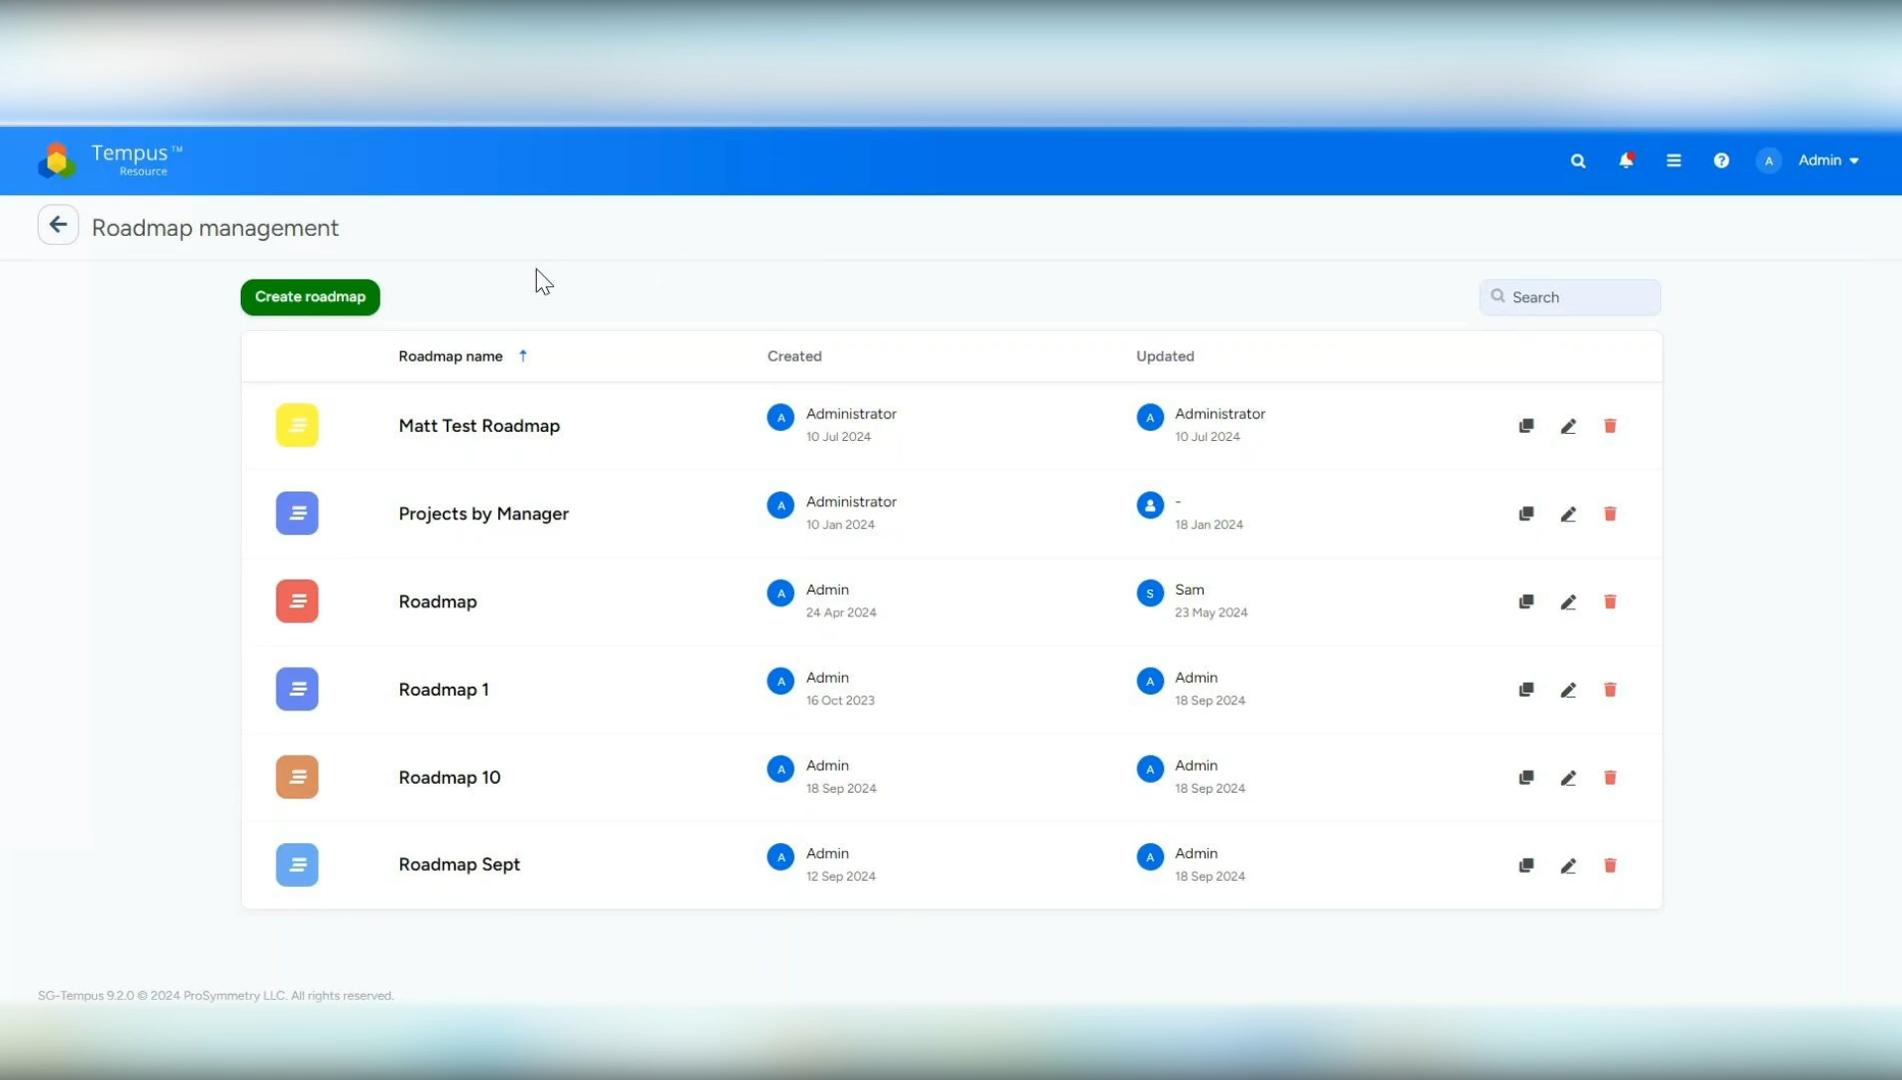 Tempus™
Resource
A Admin
Roadmap management
Create roadmap
Search
Roadmap name Created Updated
Matt Test Roadmap A Administrator 10 Jul 2024 A Administrator 10 Jul 2024
Projects by Manager A Administrator 10 Jan 2024 - 18 Jan 2024
Roadmap A Admin 24 Apr 2024 S Sam 23 May 2024
Roadmap 1 A Admin 16 Oct 2023 A Admin 18 Sep 2024
Roadmap 10 A Admin 18 Sep 2024 A Admin 18 Sep 2024
Roadmap Sept A Admin 12 Sep 2024 A Admin 18 Sep 2024
SG-Tempus 9.2.0 © 2024 ProSymmetry LLC. All rights reserved.